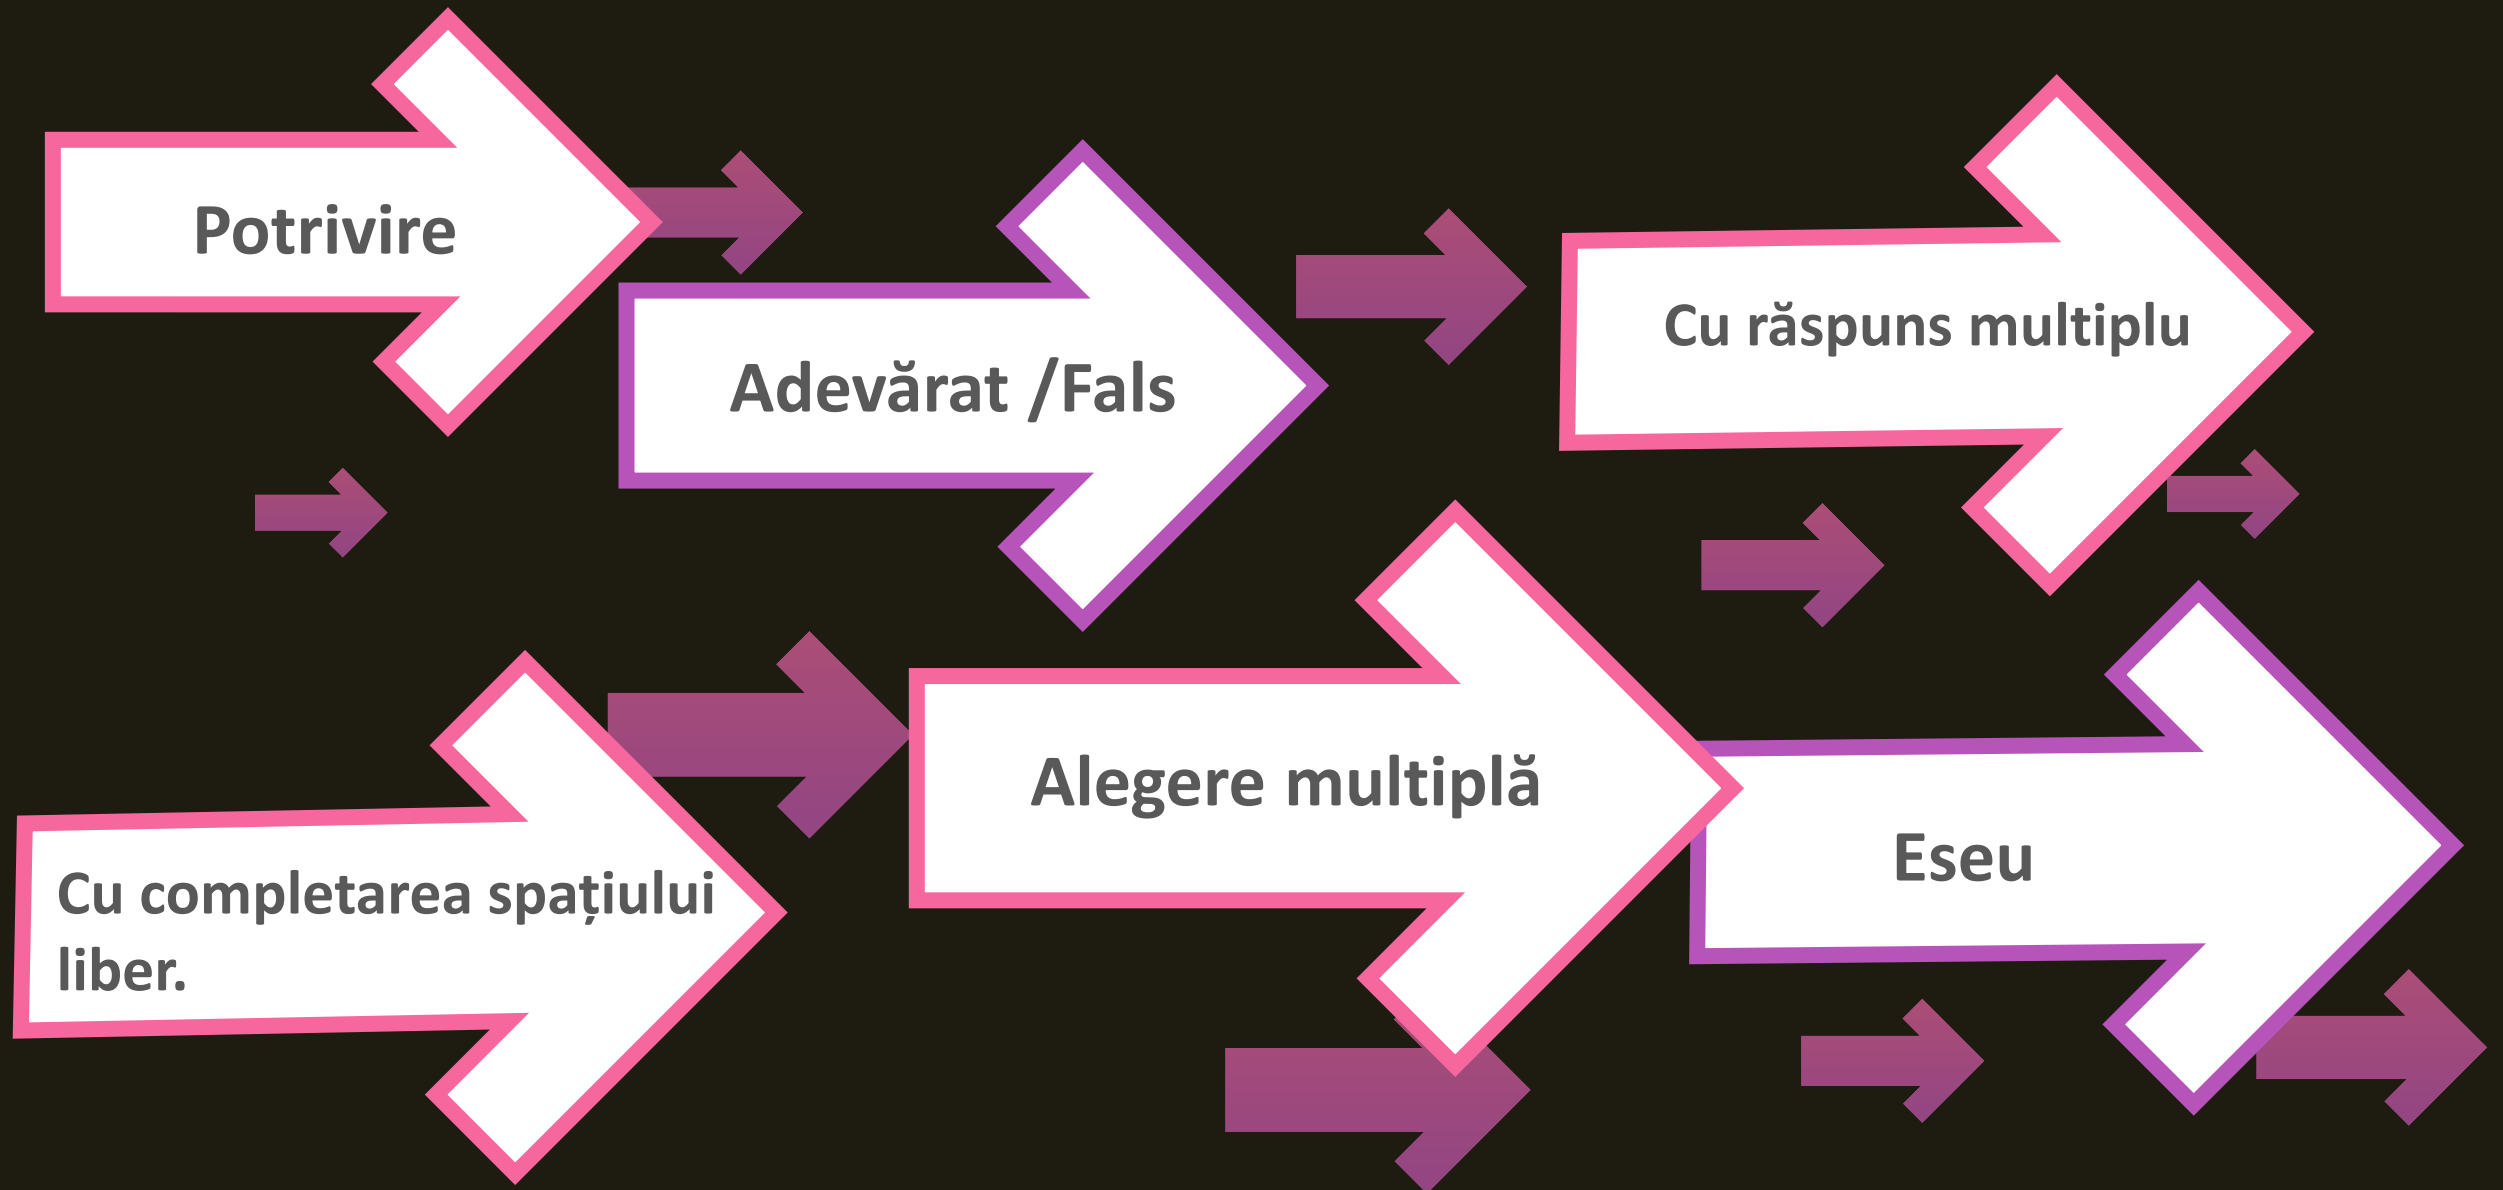 Potrivire
Adevărat /Fals
Cu răspuns multiplu
Cu completarea spațiului
liber.
Alegere multiplă
Eseu